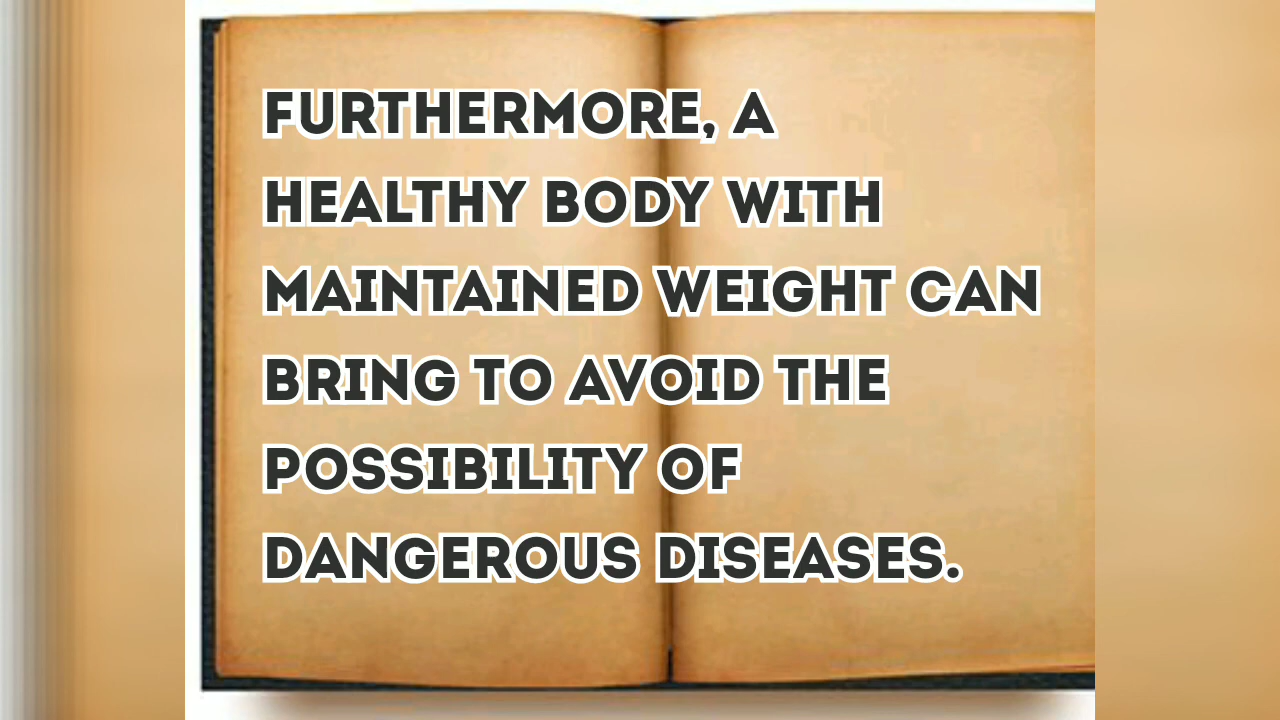 FURTHERMORE, A
HEALTHY BODY WITH
MAINTAINED WEIGHT CAN
BRING TO AVOID THE
POSSIBILITY OF
DANGEROUS DISEASES.